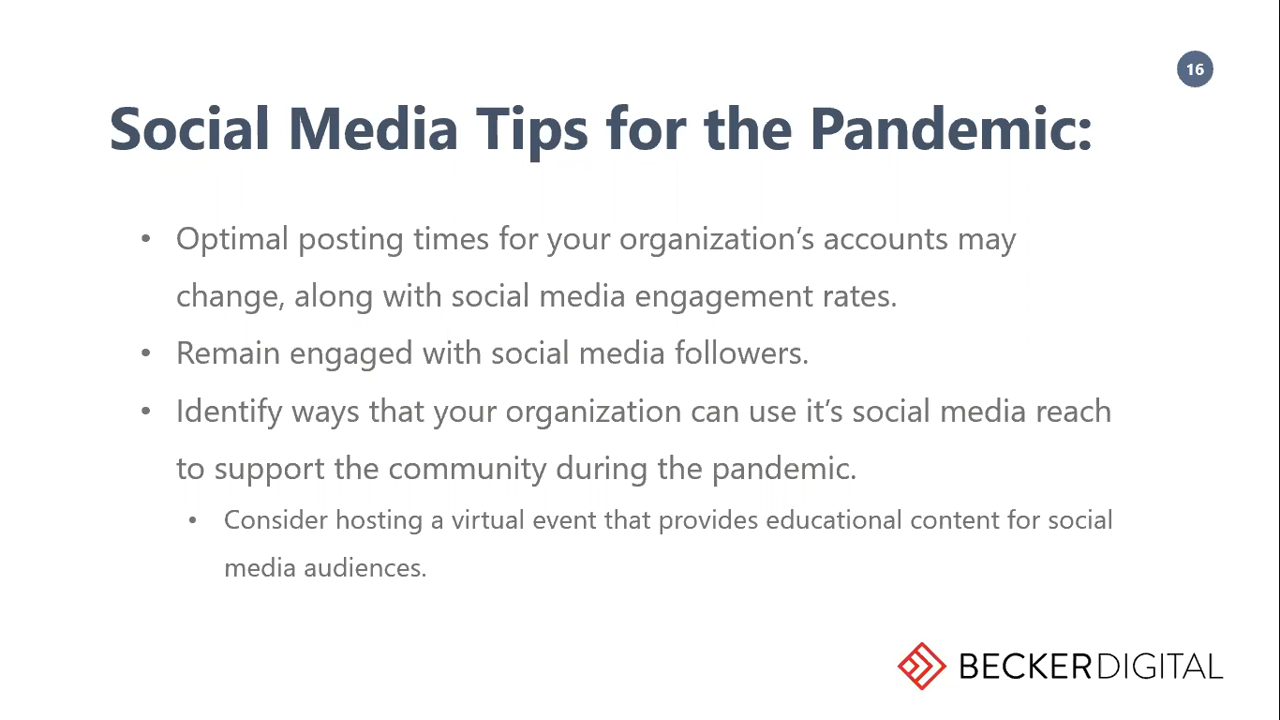 16
Social Media Tips for the Pandemic:
• Optimal posting times for your organization’s accounts may
change, along with social media engagement rates.
• Remain engaged with social media followers.
• Identify ways that your organization can use it’s social media reach
to support the community during the pandemic.
• Consider hosting a virtual event that provides educational content for social
media audiences.
BECKERDIGITAL